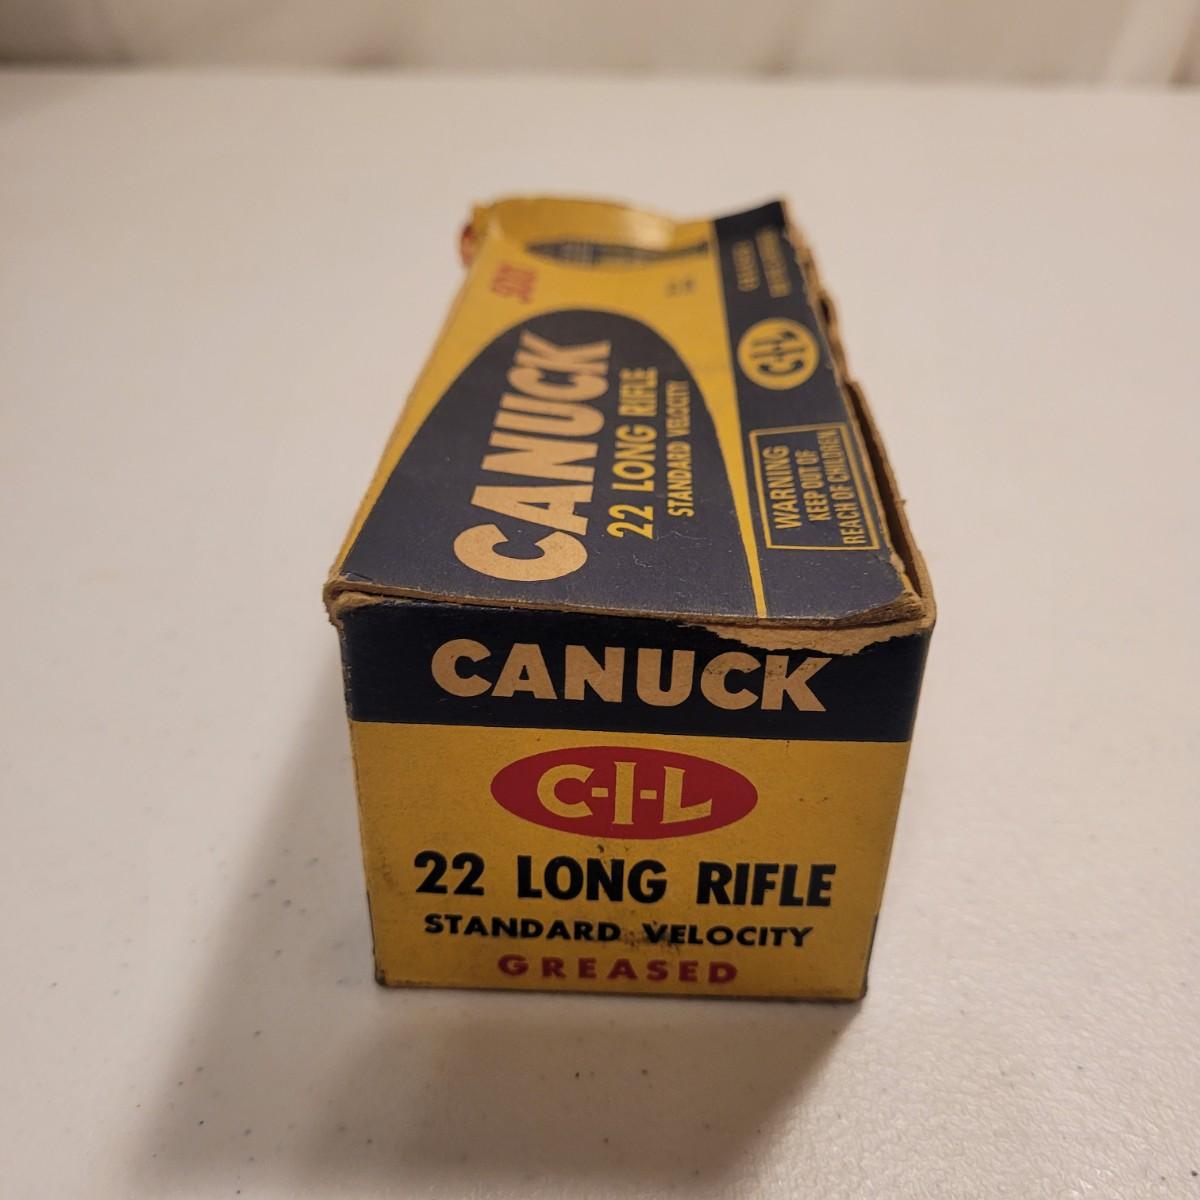 500
CANUCK
22 LONG RIFLE
STANDARD VELOCITY
C-I-L
WARNING
KEEP OUT OF
REACH OF CHILDREN
CANUCK
C-I-L
22 LONG RIFLE
STANDARD VELOCITY
GREASED